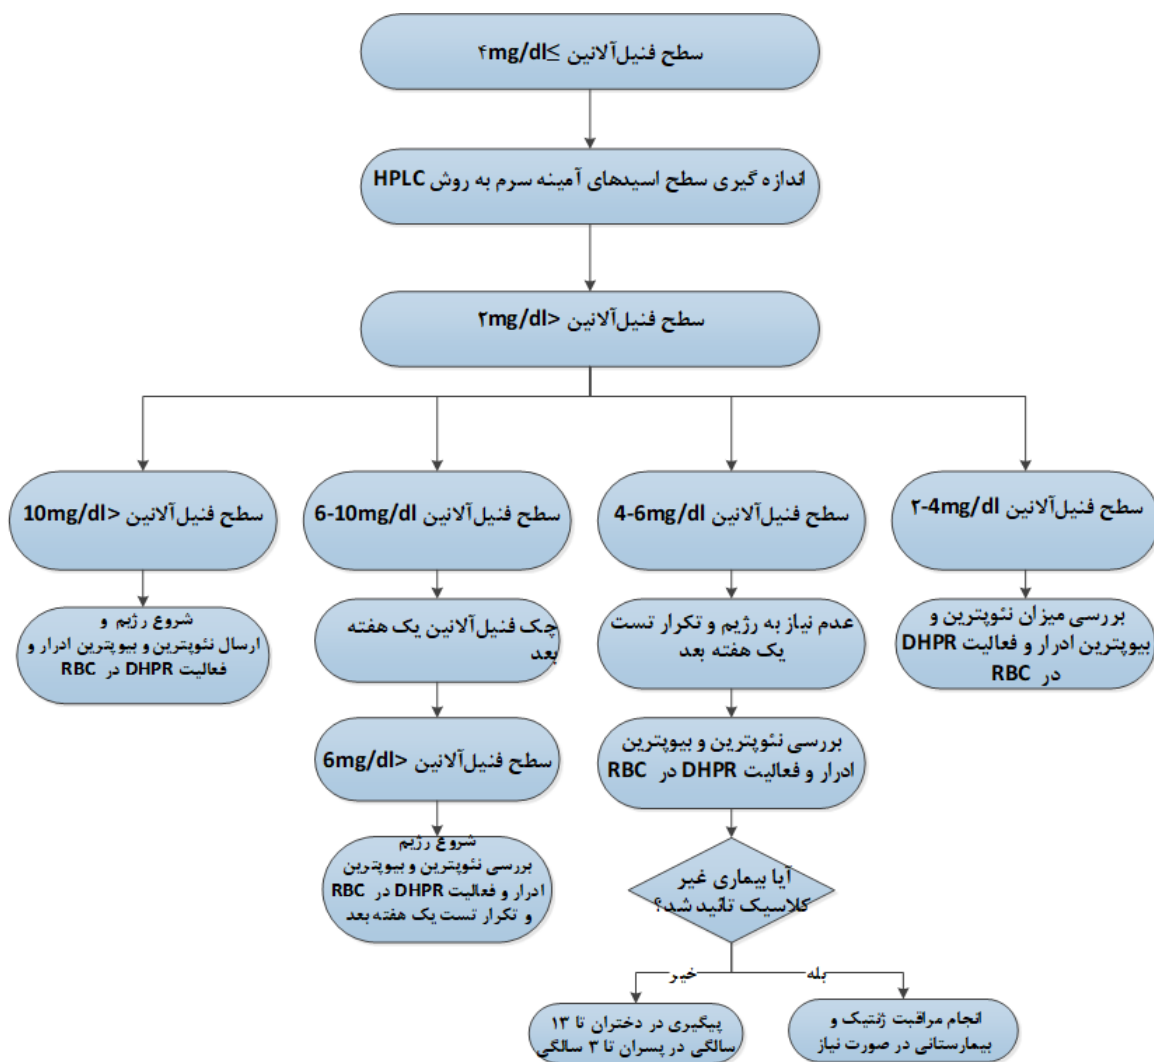 سطح فنیل‌آلانین ≥۴mg/dl
اندازه گیری سطح اسیدهای آمینه سرم به روش HPLC
سطح فنیل‌آلانین >۲mg/dl
سطح فنیل‌آلانین ۲-4mg/dl
سطح فنیل‌آلانین 4-6mg/dl
سطح فنیل‌آلانین 6-10mg/dl
سطح فنیل‌آلانین >10mg/dl
بررسی میزان نئوپترین و
بیوپترین ادرار و فعالیت DHPR
در RBC
عدم نیاز به رژیم و تکرار تست
یک هفته بعد
چک فنیل‌آلانین یک هفته
بعد
شروع رژیم و
ارسال نئوپترین و بیوپترین ادرار و
فعالیت DHPR در RBC
بررسی نئوپترین و بیوپترین
ادرار و فعالیت DHPR در RBC
سطح فنیل‌آلانین >6mg/dl
شروع رژیم
بررسی نئوپترین و بیوپترین
ادرار و فعالیت DHPR در RBC
و تکرار تست یک هفته بعد
آیا بیماری غیر
کلاسیک تائید شد؟
بله
خیر
انجام مراقبت ژنتیک و
بیمارستانی در صورت نیاز
پیگیری در دختران تا ۱۳
سالگی در پسران تا ۳ سالگی